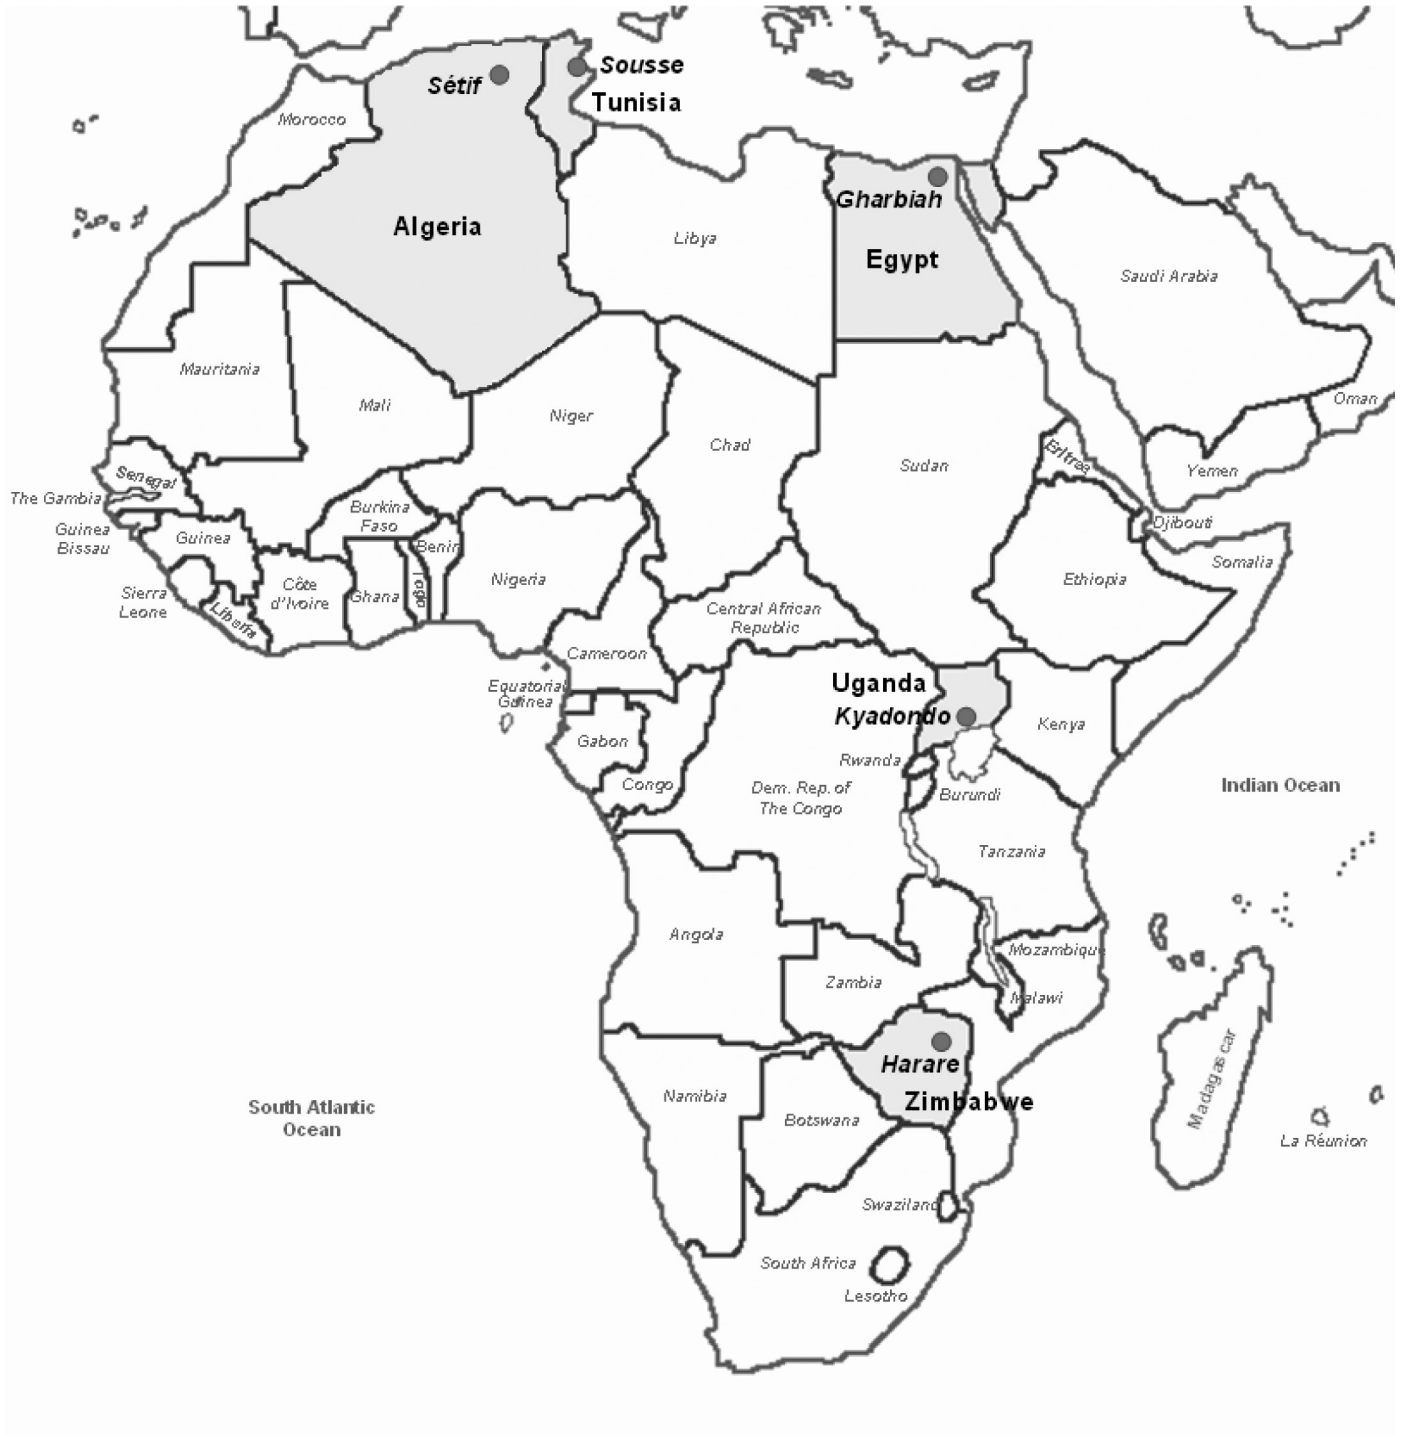 Sousse
Sétif
Tunisia
Morocco
Gharbiah
Algeria
Libya
Egypt
Saudi Arabia
Mauritania
Mali
Niger
Oman
Chad
Eritrea
Sudan
Yemen
Senegal
The Gambia
Burkina
Faso
Djibouti
Guinea
Bissau
Guinea
Benin
Somalia
Nigeria
Ethiopia
Côte
d'Ivoire
Ghana
Togo
Sierra
Leone
Liberia
Central African
Republic
Cameroon
Uganda
Equatorial
Guinea
Kyadondo
Kenya
Gabon
Rwanda
Congo
Dem. Rep. of
The Congo
Burundi
Indian Ocean
Tanzania
Angola
Mozambique
Zambia
Malawi
Harare
Madagascar
Namibia
Zimbabwe
South Atlantic
Ocean
Botswana
La Réunion
Swaziland
South Africa
Lesotho